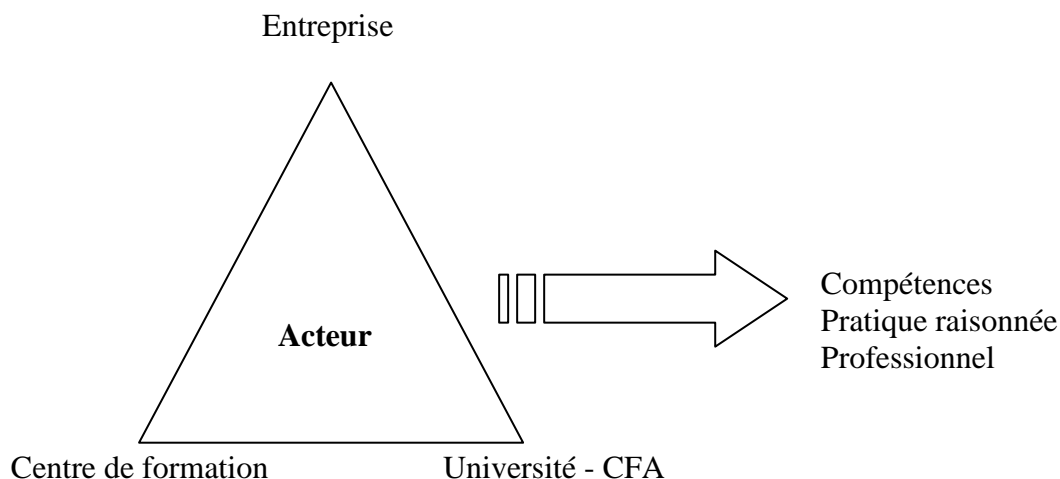 Entreprise
Acteur
Compétences
Pratique raisonnée
Professionnel
Centre de formation
Université - CFA